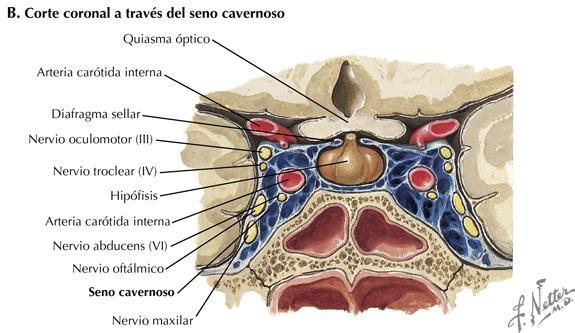 B. Corte coronal a través del seno cavernoso
Quiasma óptico
Arteria carótida interna
Diafragma sellar
Nervio oculomotor (III)
Nervio troclear (IV)
Hipófisis
Arteria carótida interna
Nervio abducens (VI)
Nervio oftálmico
Seno cavernoso
Nervio maxilar
F. Netter
M.D.